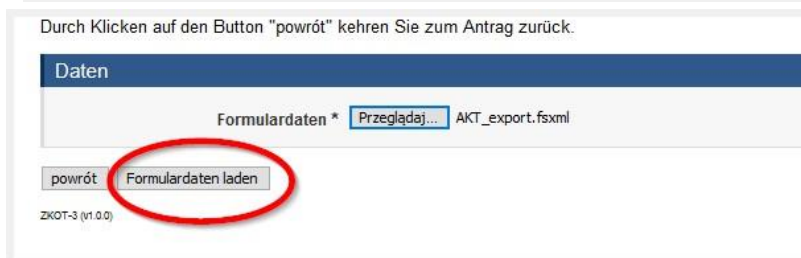 Durch Klicken auf den Button "powrót" kehren Sie zum Antrag zurück.
Daten
Formulardaten * Przeglądaj... AKT_export.fsxml
powrót Formulardaten laden
ZKOT-3 (v1.0.0)